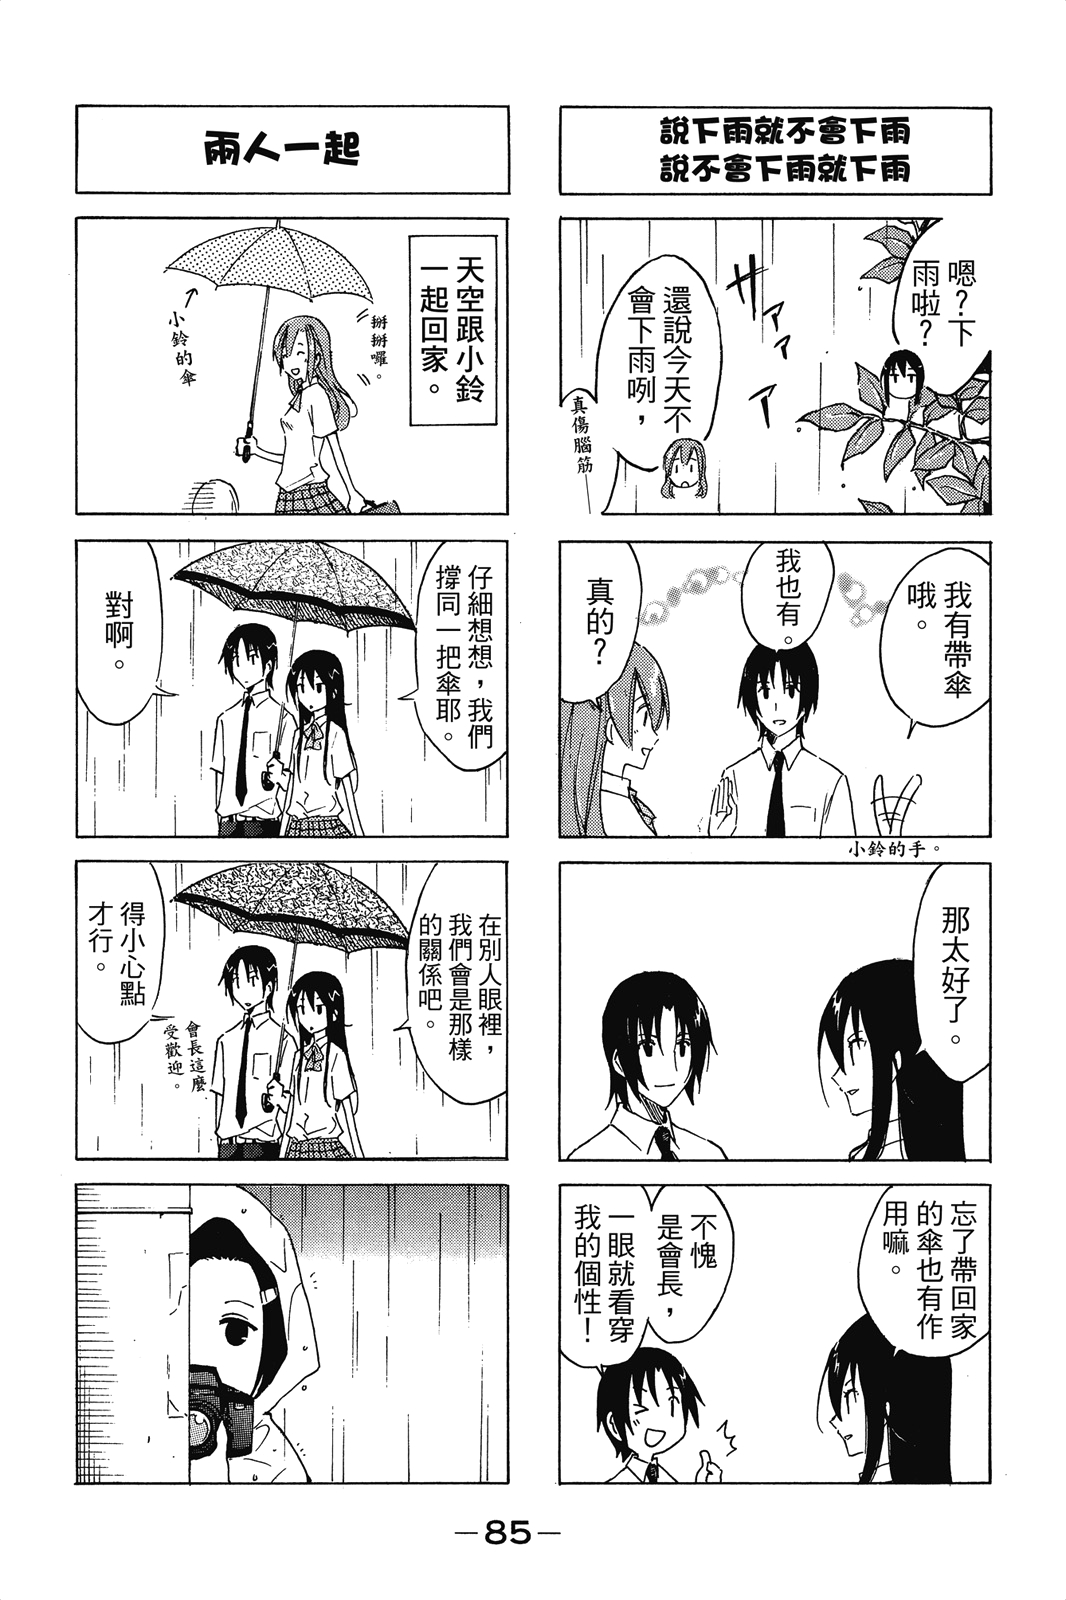 說下雨就不會下雨
說不會下雨就下雨
嗯？下
雨啦？
ザァ
アァ
還說今天不
會下雨咧，
真傷腦筋——
我有帶傘
哦。
我也有。
真的？
小鈴的手。
那太好了。
忘了帶回家
的傘也有作
用嘛。
不愧
是會長，
一眼就看穿
我的個性！
兩人一起
天空跟小鈴
一起回家。
掰掰囉。
小鈴的傘
仔細想想，我們
撐同一把傘耶。
對啊。
在別人眼裡，
我們會是那樣
的關係吧。
得小心點
才行。
會長這麼
受歡迎。
－85－